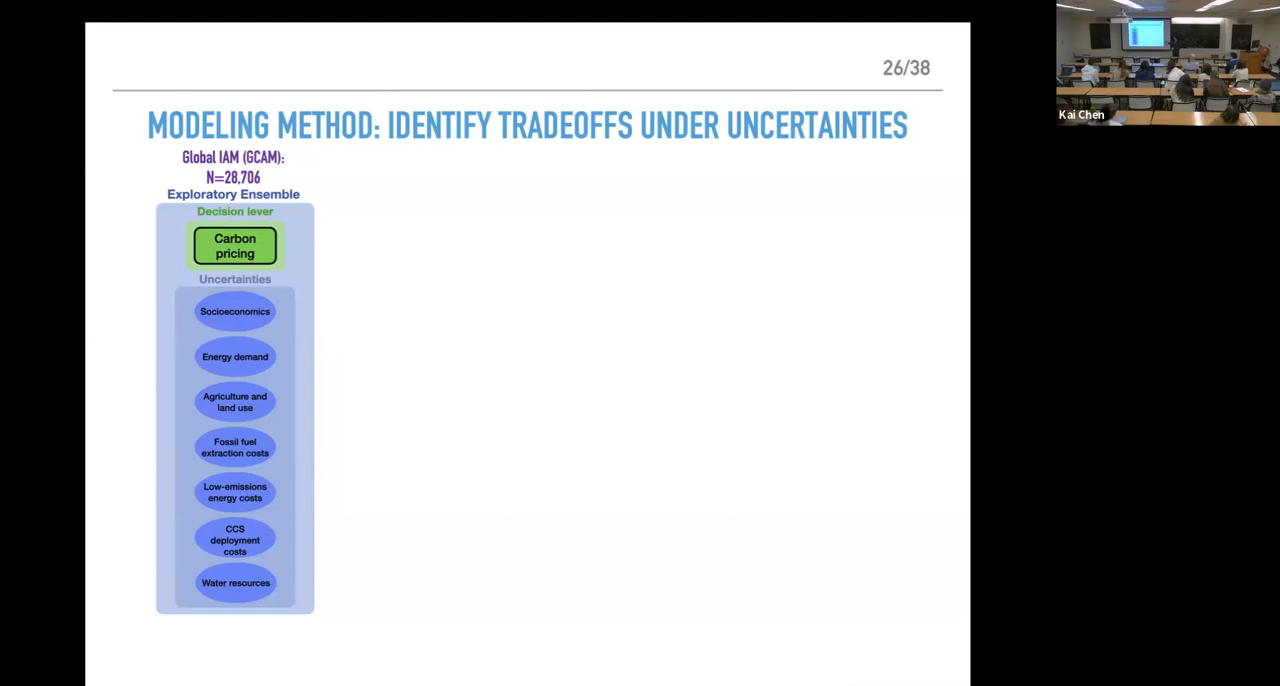 26/38
MODELING METHOD: IDENTIFY TRADEOFFS UNDER UNCERTAINTIES
Global IAM (GCAM):
N=28,706
Exploratory Ensemble
Decision lever
Carbon
pricing
Uncertainties
Socioeconomics
Energy demand
Agriculture and
land use
Fossil fuel
extraction costs
Low-emissions
energy costs
CCS
deployment
costs
Water resources
Kai Chen